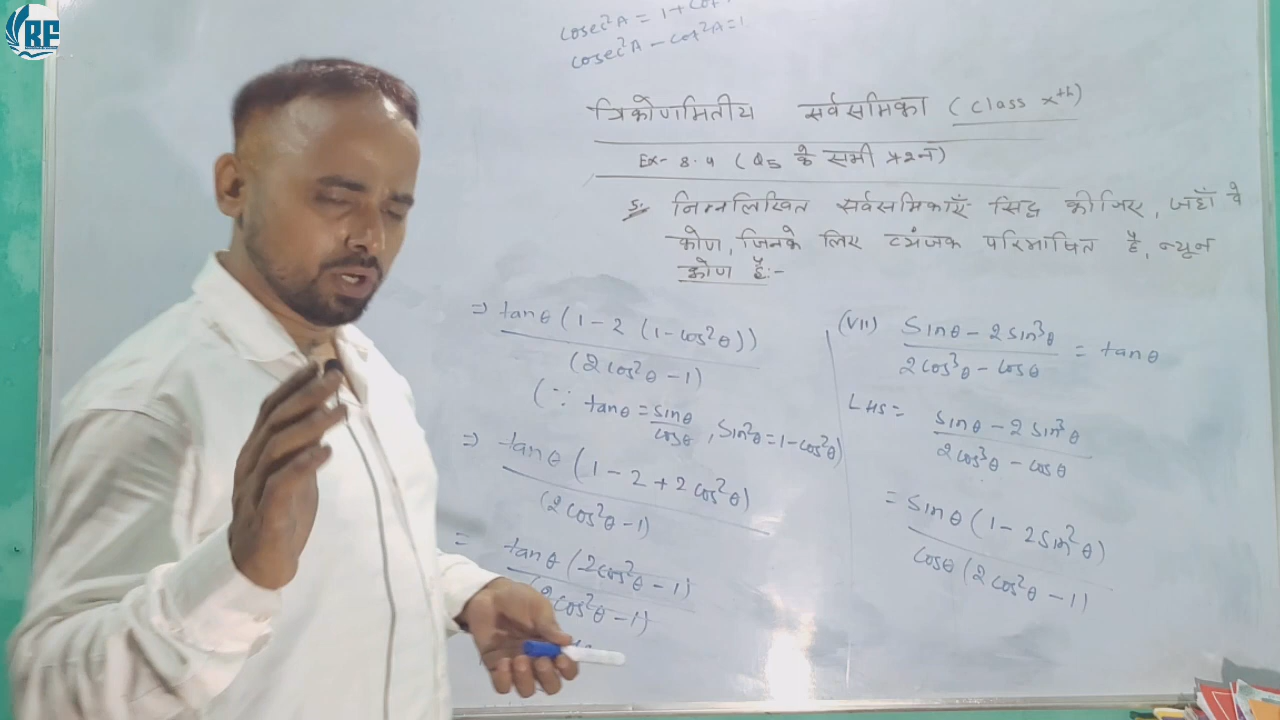 RF
cosec²A = 1 + cot²A
cosec²A - cot²A = 1
त्रिकोणमितीय सर्वसमिका (Class xᵗʰ)
Ex- 8.4 (Q5 के सभी प्रश्न)
5. निम्नलिखित सर्वसमिकाएँ सिद्ध कीजिए, जहाँ वे
कोण, जिनके लिए व्यंजक परिभाषित है, न्यून
कोण है:-
(VII) (sinθ - 2sin³θ)/(2cos³θ - cosθ) = tanθ
LHS = (sinθ - 2sin³θ)/(2cos³θ - cosθ)
= sinθ(1 - 2sin²θ)/cosθ(2cos²θ - 1)
⇒ tanθ(1 - 2(1 - cos²θ))/(2cos²θ - 1)
(∵ tanθ = sinθ/cosθ, sin²θ = 1 - cos²θ)
⇒ tanθ(1 - 2 + 2cos²θ)/(2cos²θ - 1)
= tanθ(2cos²θ - 1)/(2cos²θ - 1)